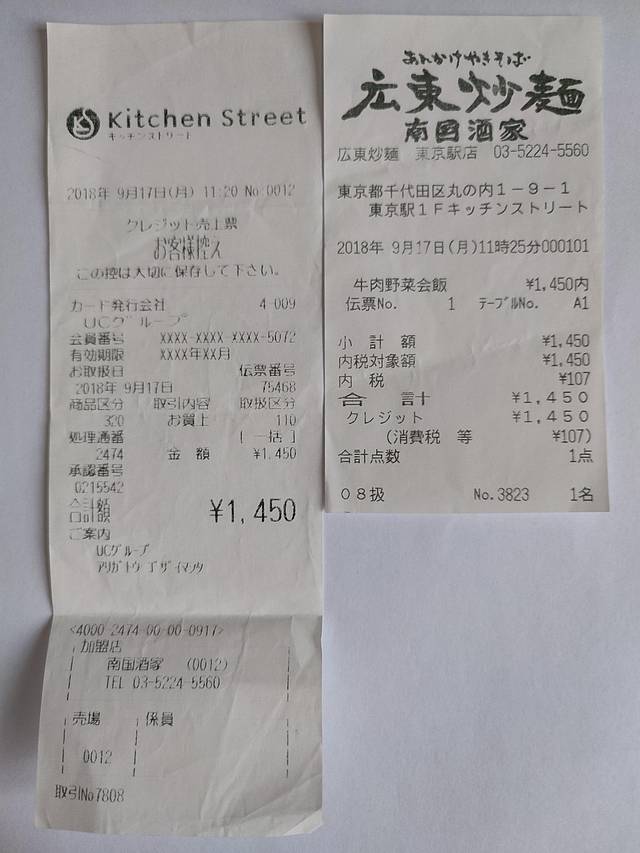 Kitchen Street
キッチンストリート
2018年 9月17日(月) 11:20 No:0012
クレジット売上票
お客様控え
この控は大切に保存して下さい。
カード発行会社 4-009
UCグループ
会員番号 XXXX-XXXX-XXXX-5072
有効期限 XXXX年XX月
お取扱日 伝票番号
2018年 9月17日 75468
商品区分 取引内容 取扱区分
320 お買上 110
処理通番 [ 一括 ]
2474 金 額 ¥1,450
承認番号
0215542
合計額 ¥1,450
ご案内
UCグループ
アリガトウ ゴザイマシタ
<4000 2474-00-00-0917>
加盟店
南国酒家 (0012)
TEL 03-5224-5560
売場 係員
0012
取引No7808
あんかけやきそば
広東炒麺
南国酒家
広東炒麺 東京駅店 03-5224-5560
東京都千代田区丸の内1-9-1
東京駅1Fキッチンストリート
2018年 9月17日(月)11時25分000101
牛肉野菜会飯 ¥1,450内
伝票No. 1 テーブルNo. A1
小 計 額 ¥1,450
内税対象額 ¥1,450
内 税 ¥107
合 計 ¥1,450
クレジット ¥1,450
(消費税 等 ¥107)
合計点数 1点
08扱 No.3823 1名